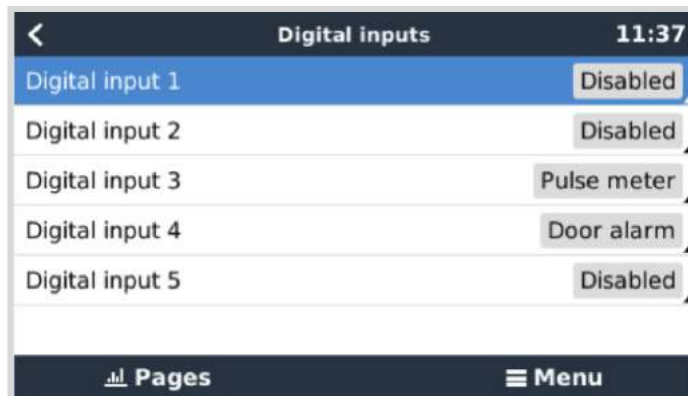 Digital inputs 11:37
Digital input 1 Disabled
Digital input 2 Disabled
Digital input 3 Pulse meter
Digital input 4 Door alarm
Digital input 5 Disabled
Pages Menu